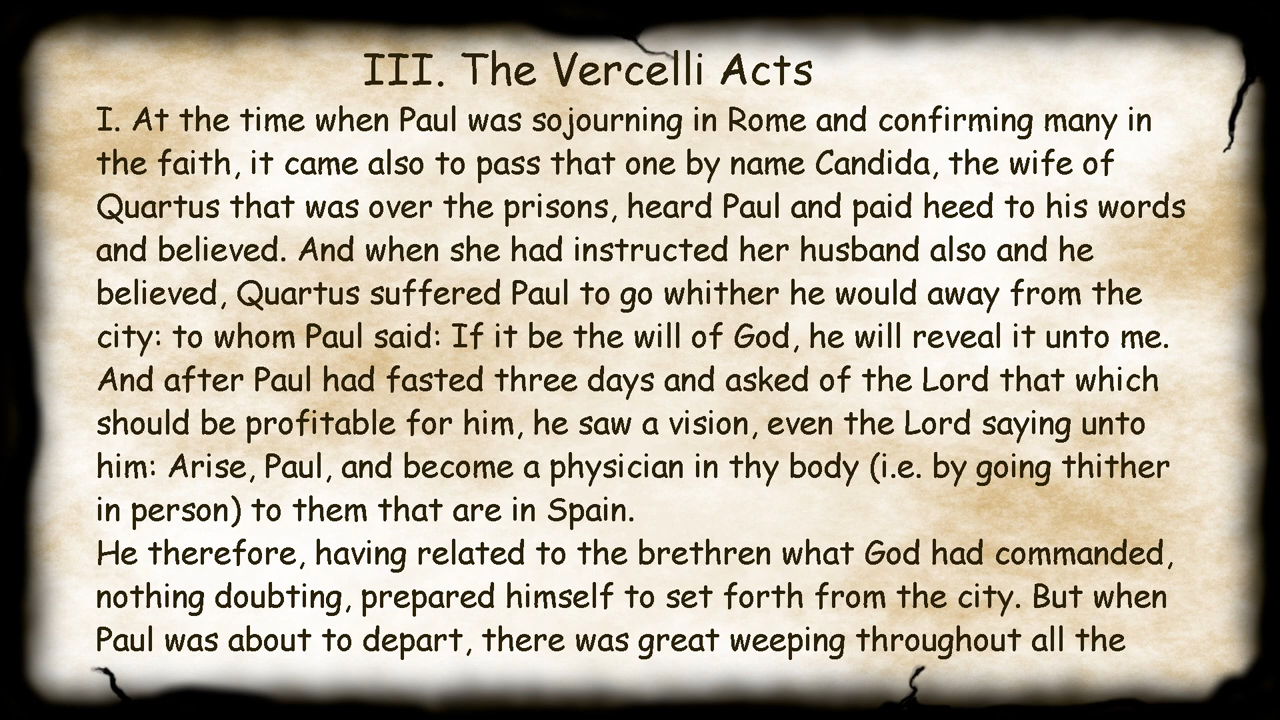 III. The Vercelli Acts
I. At the time when Paul was sojourning in Rome and confirming many in
the faith, it came also to pass that one by name Candida, the wife of
Quartus that was over the prisons, heard Paul and paid heed to his words
and believed. And when she had instructed her husband also and he
believed, Quartus suffered Paul to go whither he would away from the
city: to whom Paul said: If it be the will of God, he will reveal it unto me.
And after Paul had fasted three days and asked of the Lord that which
should be profitable for him, he saw a vision, even the Lord saying unto
him: Arise, Paul, and become a physician in thy body (i.e. by going thither
in person) to them that are in Spain.
He therefore, having related to the brethren what God had commanded,
nothing doubting, prepared himself to set forth from the city. But when
Paul was about to depart, there was great weeping throughout all the